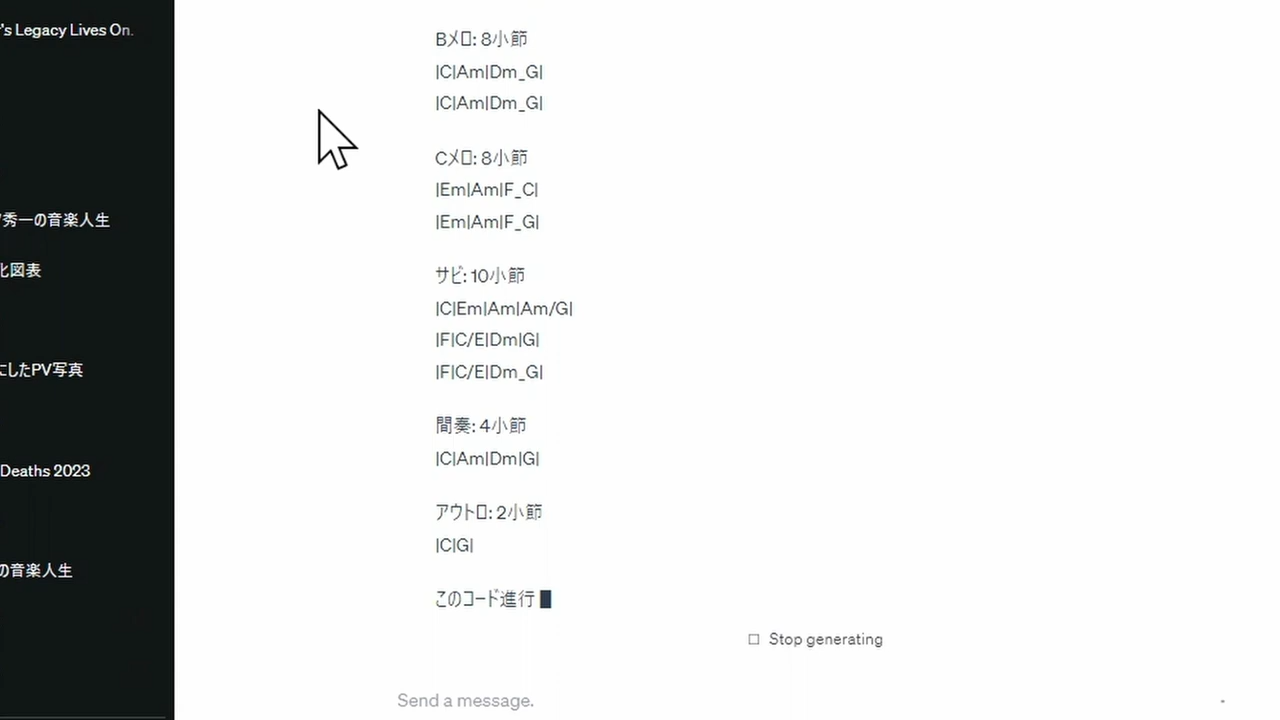 's Legacy Lives On.
秀一の音楽人生
化図表
にしたPV写真
Deaths 2023
の音楽人生
Bメロ: 8小節
|C|Am|Dm_G|
|C|Am|Dm_G|
Cメロ: 8小節
|Em|Am|F_C|
|Em|Am|F_G|
サビ: 10小節
|C|Em|Am|Am/G|
|F|C/E|Dm|G|
|F|C/E|Dm_G|
間奏: 4小節
|C|Am|Dm|G|
アウトロ: 2小節
|C|G|
このコード進行
Stop generating
Send a message.